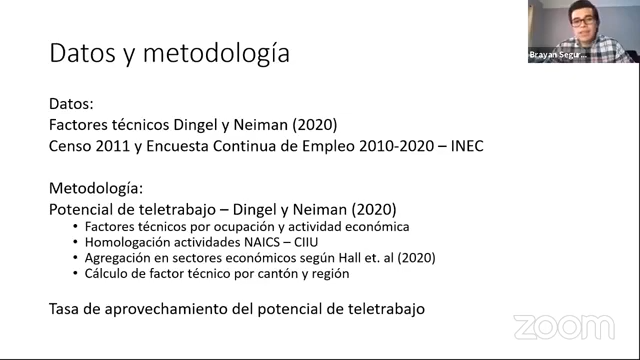 Datos y metodología
Brayan Segur...
Datos:
Factores técnicos Dingel y Neiman (2020)
Censo 2011 y Encuesta Continua de Empleo 2010-2020 – INEC
Metodología:
Potencial de teletrabajo – Dingel y Neiman (2020)
• Factores técnicos por ocupación y actividad económica
• Homologación actividades NAICS – CIIU
• Agregación en sectores económicos según Hall et. al (2020)
• Cálculo de factor técnico por cantón y región
Tasa de aprovechamiento del potencial de teletrabajo
zoom